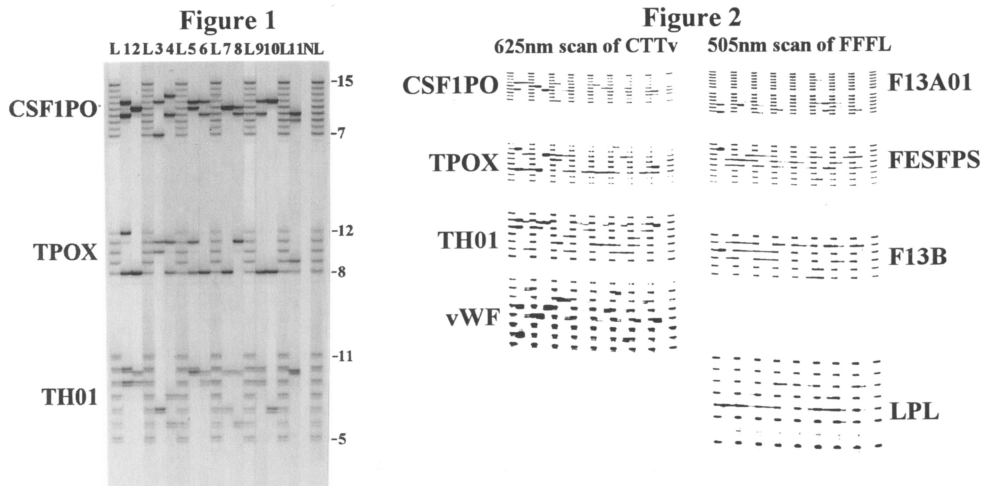 Figure 1
L 1 2 L 3 4 L 5 6 L 7 8 L 9 10 L 11 N L
CSF1PO
-15
-7
TPOX
-12
-8
TH01
-11
-5
Figure 2
625nm scan of CTTv
505nm scan of FFFL
CSF1PO
F13A01
TPOX
FESFPS
TH01
F13B
vWF
LPL